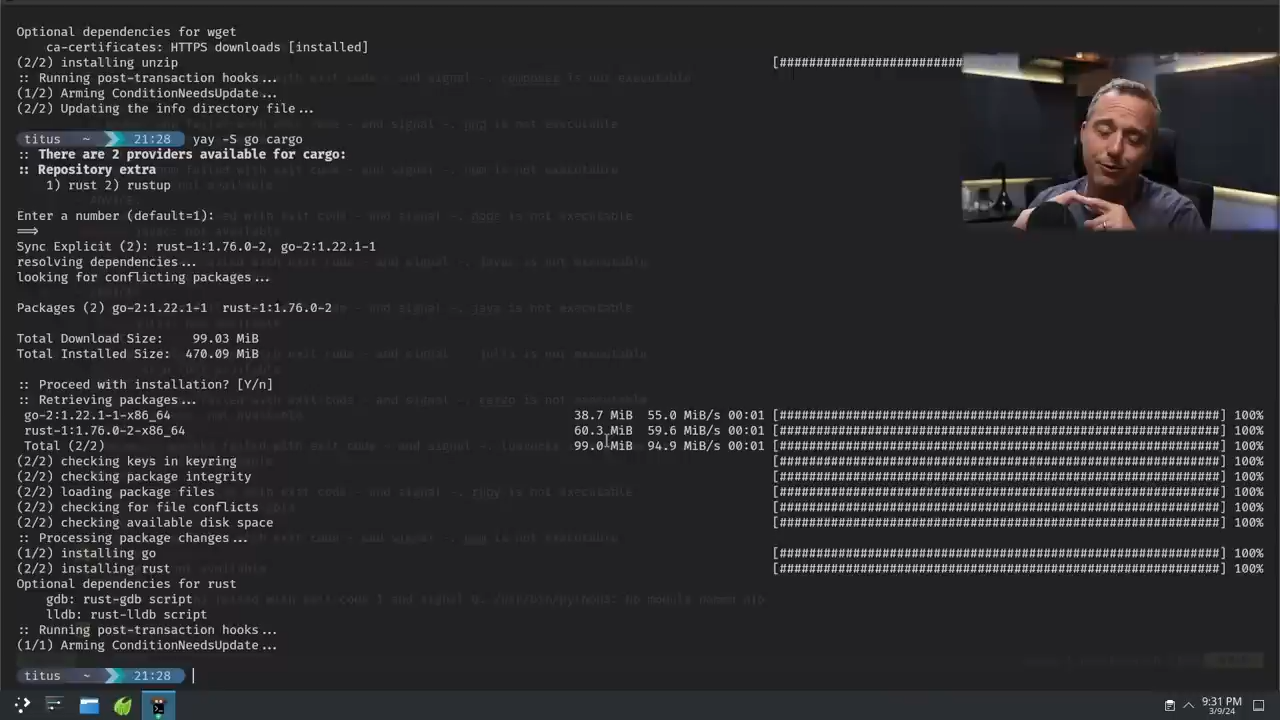 Optional dependencies for wget
ca-certificates: HTTPS downloads [installed]
(2/2) installing unzip [######################
:: Running post-transaction hooks...
(1/2) Arming ConditionNeedsUpdate...
(2/2) Updating the info directory file...
titus ~ 21:28 yay -S go cargo
:: There are 2 providers available for cargo:
:: Repository extra
1) rust 2) rustup
Enter a number (default=1):
==>
Sync Explicit (2): rust-1:1.76.0-2, go-2:1.22.1-1
resolving dependencies...
looking for conflicting packages...
Packages (2) go-2:1.22.1-1 rust-1:1.76.0-2
Total Download Size: 99.03 MiB
Total Installed Size: 470.09 MiB
:: Proceed with installation? [Y/n]
:: Retrieving packages...
go-2:1.22.1-1-x86_64 38.7 MiB 55.0 MiB/s 00:01 [############################################################] 100%
rust-1:1.76.0-2-x86_64 60.3 MiB 59.6 MiB/s 00:01 [############################################################] 100%
Total (2/2) 99.0 MiB 94.9 MiB/s 00:01 [############################################################] 100%
(2/2) checking keys in keyring [############################################################] 100%
(2/2) checking package integrity [############################################################] 100%
(2/2) loading package files [############################################################] 100%
(2/2) checking for file conflicts [############################################################] 100%
(2/2) checking available disk space [############################################################] 100%
:: Processing package changes...
(1/2) installing go [############################################################] 100%
(2/2) installing rust [############################################################] 100%
Optional dependencies for rust
gdb: rust-gdb script
lldb: rust-lldb script
:: Running post-transaction hooks...
(1/1) Arming ConditionNeedsUpdate...
titus ~ 21:28
9:31 PM
3/9/24